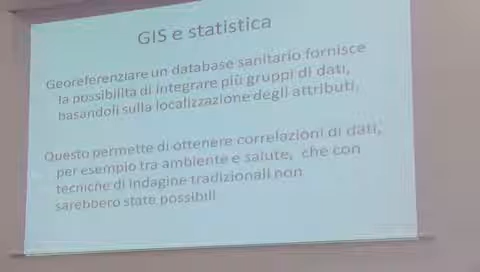 GIS e statistica
Georeferenziare un database sanitario fornisce
la possibilità di integrare più gruppi di dati,
basandoli sulla localizzazione degli attributi.
Questo permette di ottenere correlazioni di dati,
per esempio tra ambiente e salute, che con
tecniche di indagine tradizionali non
sarebbero state possibili